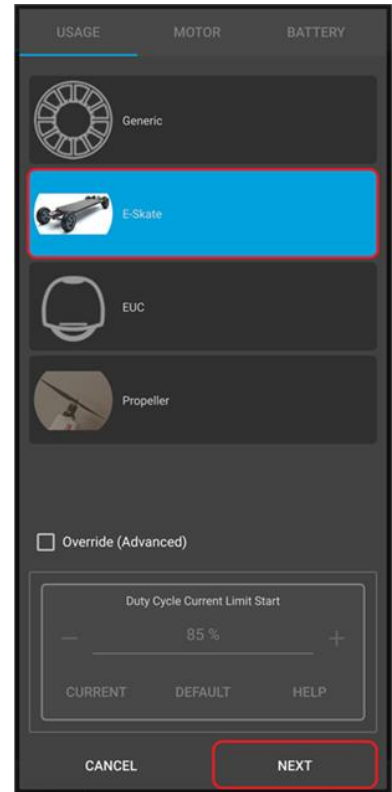 USAGE MOTOR BATTERY
Generic
E-Skate
EUC
Propeller
Override (Advanced)
Duty Cycle Current Limit Start
— 85 % +
CURRENT DEFAULT HELP
CANCEL NEXT